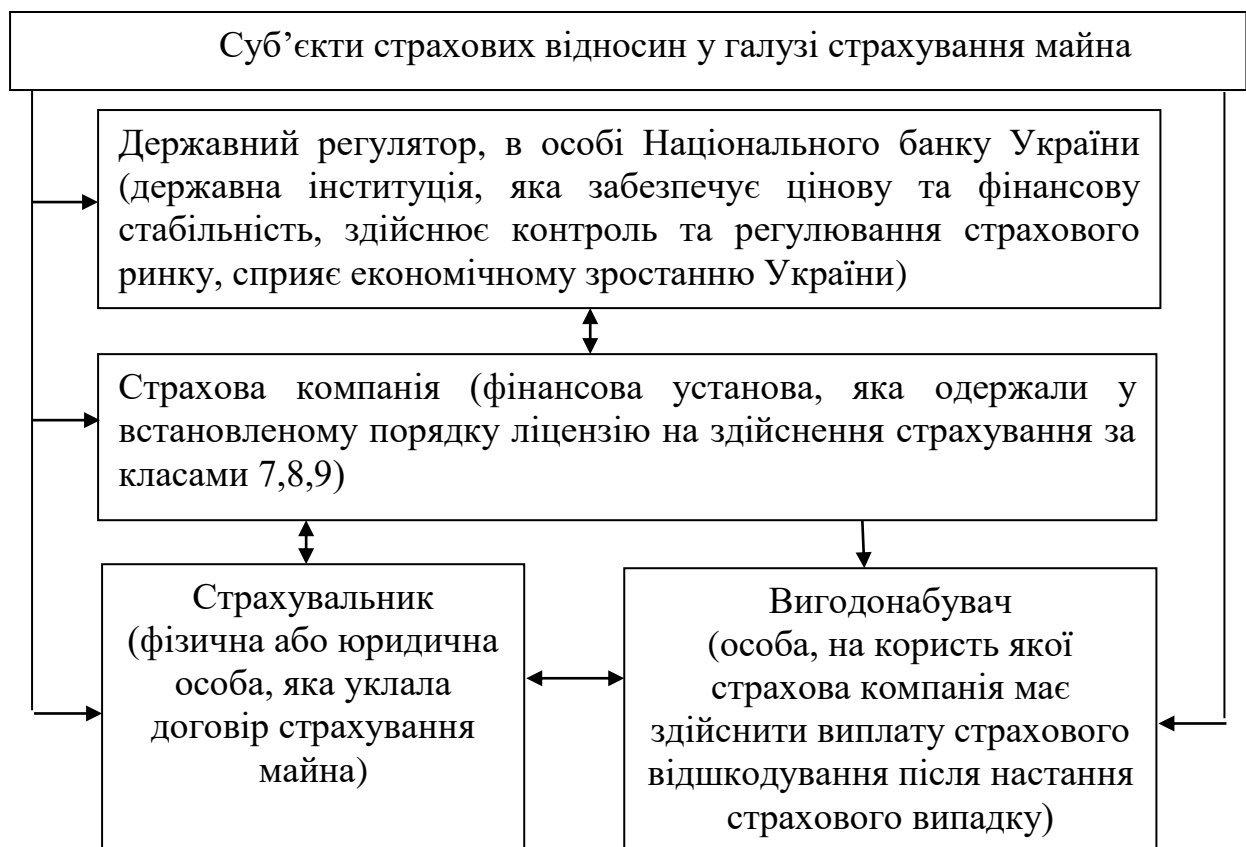 Суб’єкти страхових відносин у галузі страхування майна
Державний регулятор, в особі Національного банку України
(державна інституція, яка забезпечує цінову та фінансову
стабільність, здійснює контроль та регулювання страхового
ринку, сприяє економічному зростанню України)
Страхова компанія (фінансова установа, яка одержали у
встановленому порядку ліцензію на здійснення страхування за
класами 7,8,9)
Страхувальник
(фізична або юридична
особа, яка уклала
договір страхування
майна)
Вигодонабувач
(особа, на користь якої
страхова компанія має
здійснити виплату страхового
відшкодування після настання
страхового випадку)